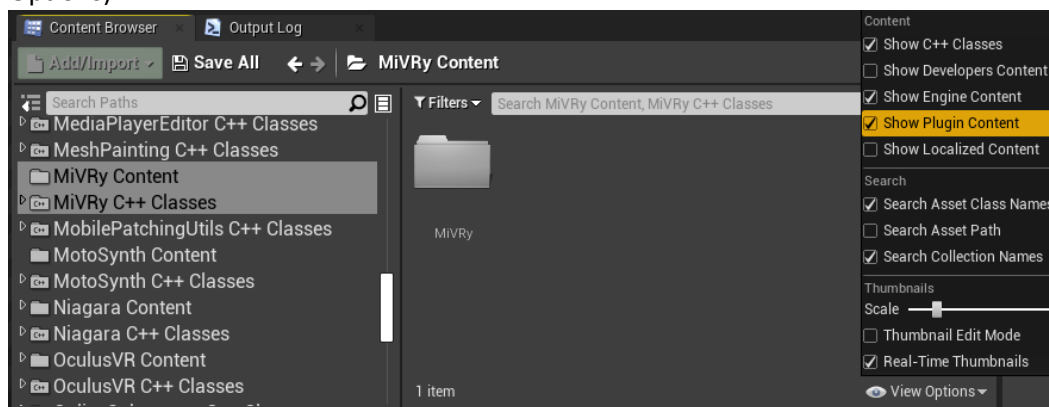 Content Browser
Output Log
Add/Import
Save All
MiVRy Content
Search Paths
MediaPlayerEditor C++ Classes
MeshPainting C++ Classes
MiVRy Content
MiVRy C++ Classes
MobilePatchingUtils C++ Classes
MotoSynth Content
MotoSynth C++ Classes
Niagara Content
Niagara C++ Classes
OculusVR Content
OculusVR C++ Classes
Filters
Search MiVRy Content, MiVRy C++ Classes
MiVRy
1 item
Content
Show C++ Classes
Show Developers Content
Show Engine Content
Show Plugin Content
Show Localized Content
Search
Search Asset Class Names
Search Asset Path
Search Collection Names
Thumbnails
Scale
Thumbnail Edit Mode
Real-Time Thumbnails
View Options